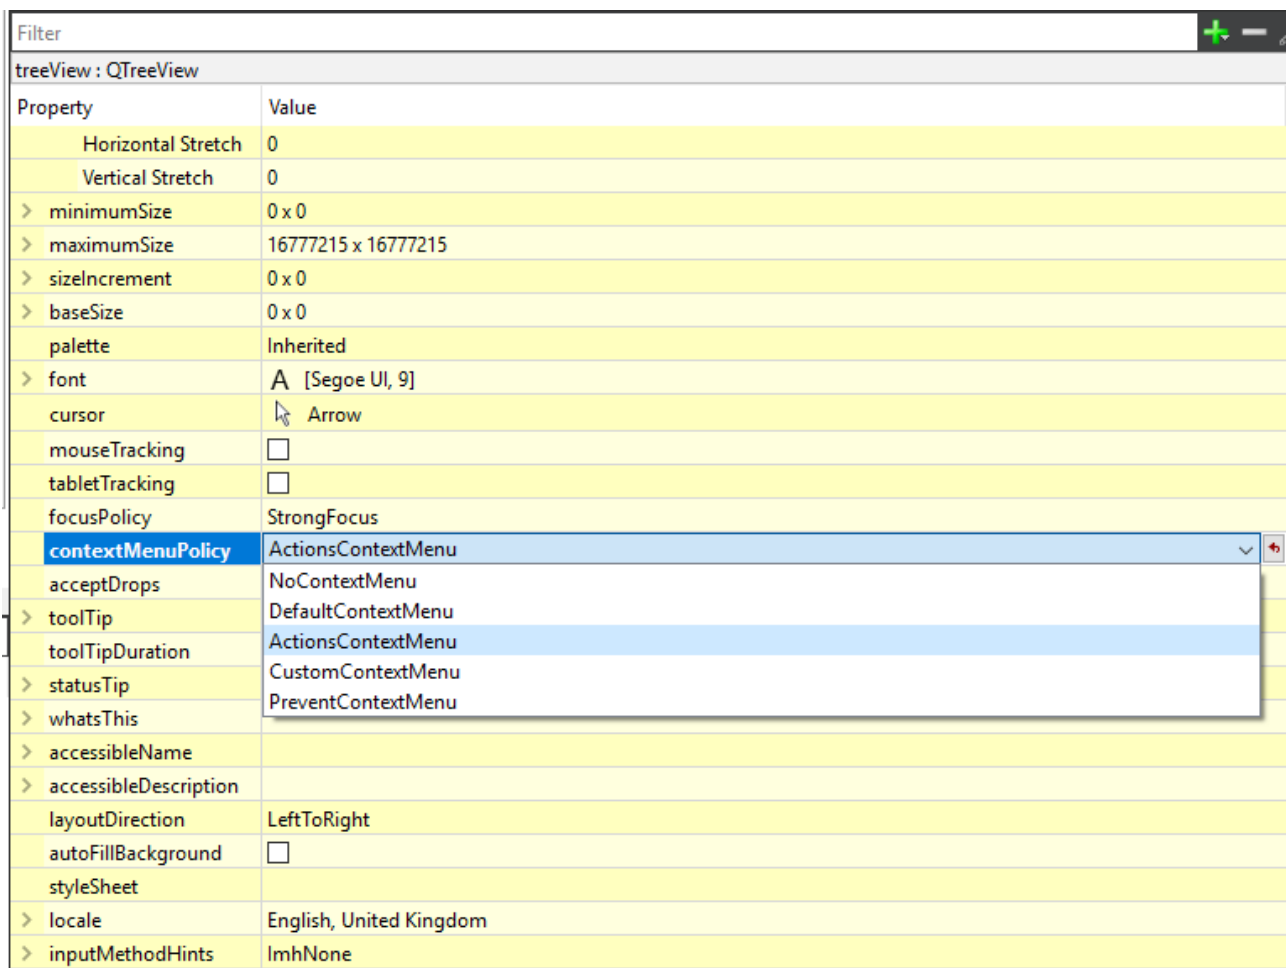 Filter
treeView : QTreeView
Property Value
Horizontal Stretch 0
Vertical Stretch 0
minimumSize 0 x 0
maximumSize 16777215 x 16777215
sizeIncrement 0 x 0
baseSize 0 x 0
palette Inherited
font A [Segoe UI, 9]
cursor Arrow
mouseTracking
tabletTracking
focusPolicy StrongFocus
contextMenuPolicy ActionsContextMenu
NoContextMenu
acceptDrops
DefaultContextMenu
toolTip
ActionsContextMenu
toolTipDuration
CustomContextMenu
statusTip
PreventContextMenu
whatsThis
accessibleName
accessibleDescription
layoutDirection LeftToRight
autoFillBackground
styleSheet
locale English, United Kingdom
inputMethodHints ImhNone